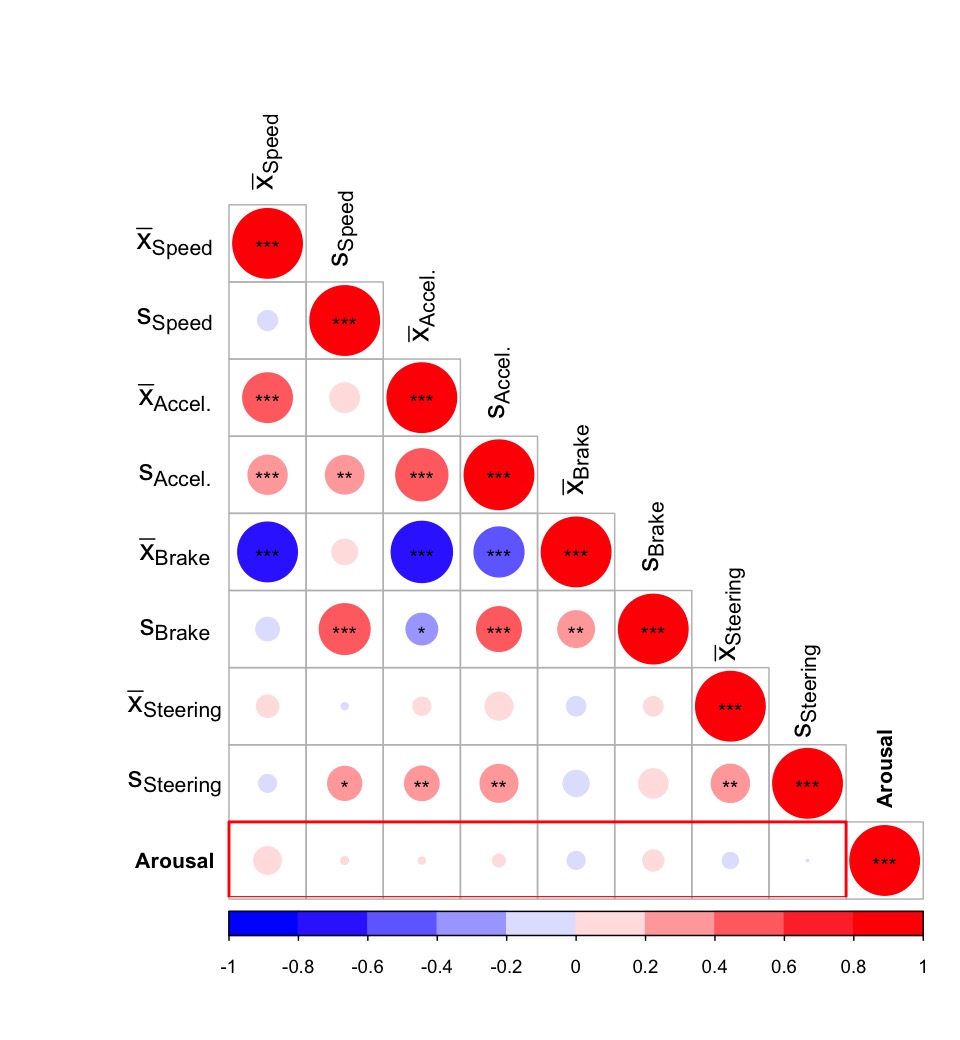 x̅Speed
sSpeed
x̅Accel.
sAccel.
x̅Brake
sBrake
x̅Steering
sSteering
Arousal
x̅Speed ***
sSpeed ***
x̅Accel. *** ***
sAccel. *** ** *** ***
x̅Brake *** *** *** ***
sBrake *** * *** ** ***
x̅Steering ***
sSteering * ** ** ** ***
Arousal ***
-1 -0.8 -0.6 -0.4 -0.2 0 0.2 0.4 0.6 0.8 1